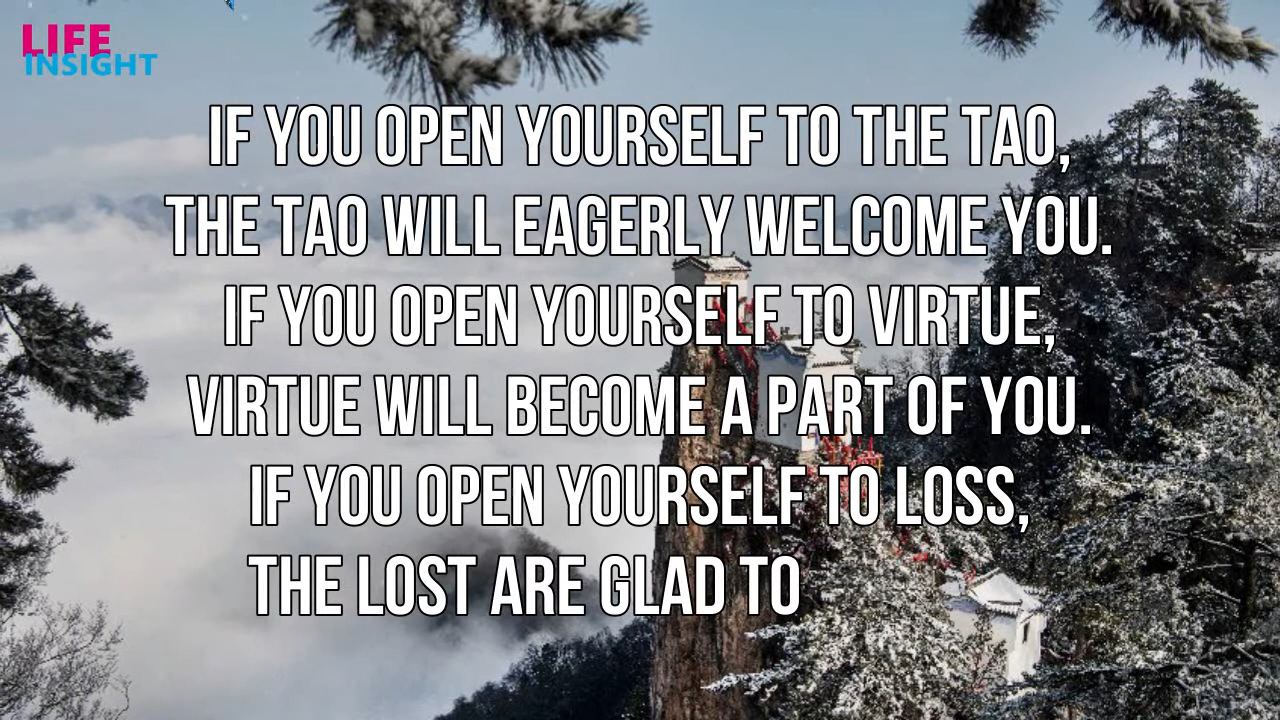 LIFE
INSIGHT
IF YOU OPEN YOURSELF TO THE TAO,
THE TAO WILL EAGERLY WELCOME YOU.
IF YOU OPEN YOURSELF TO VIRTUE,
VIRTUE WILL BECOME A PART OF YOU.
IF YOU OPEN YOURSELF TO LOSS,
THE LOST ARE GLAD TO